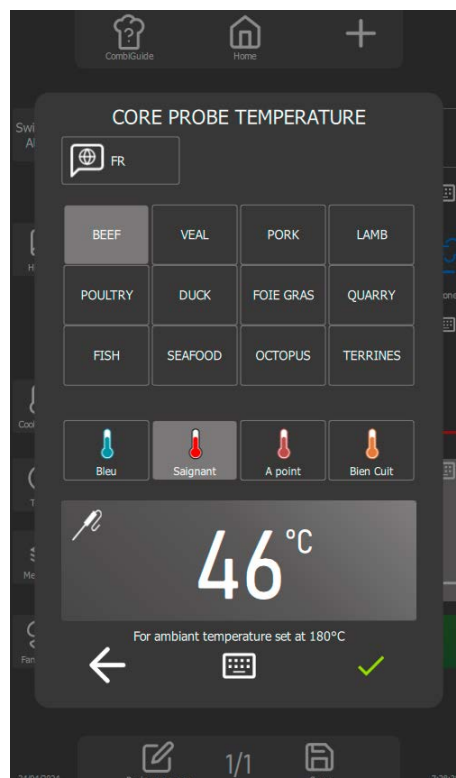 CombiGuide
Home
Swi
CORE PROBE TEMPERATURE
FR
BEEF VEAL PORK LAMB
POULTRY DUCK FOIE GRAS QUARRY
FISH SEAFOOD OCTOPUS TERRINES
Bleu Saignant A point Bien Cuit
46°C
For ambiant temperature set at 180°C
1/1